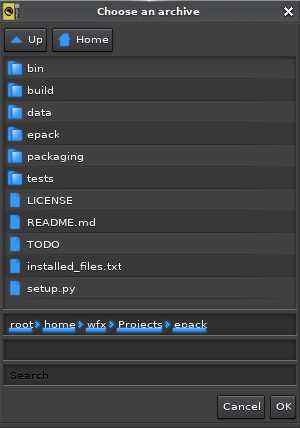 Choose an archive
Up Home
bin
build
data
epack
packaging
tests
LICENSE
README.md
TODO
installed_files.txt
setup.py
root home wfx Projects epack
Search
Cancel OK